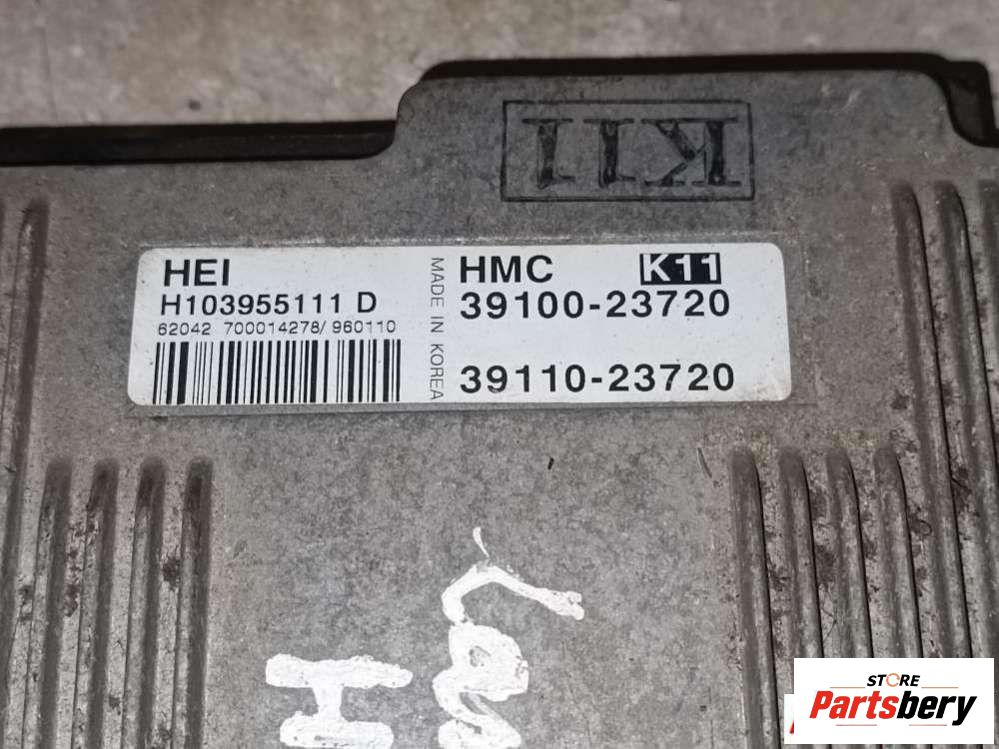 K11
HEI
H103955111 D
62042 700014278/ 960110
MADE IN KOREA
HMC K11
39100-23720
39110-23720
H
STORE
Partsbery